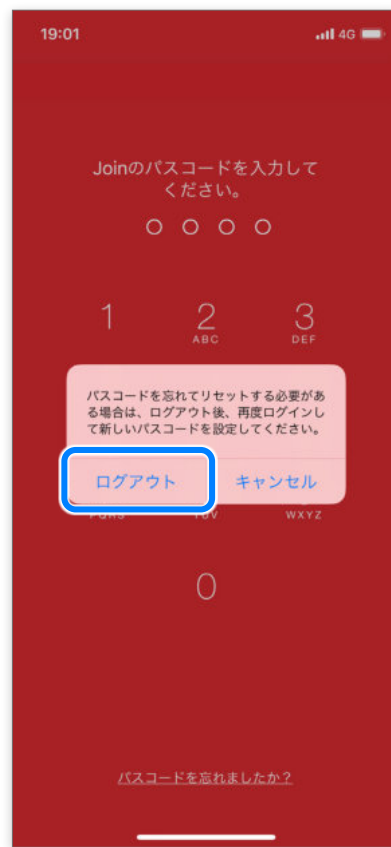 19:01 4G
Joinのパスコードを入力して
ください。
1 2 3
ABC DEF
パスコードを忘れてリセットする必要があ
る場合は、ログアウト後、再度ログインし
て新しいパスコードを設定してください。
ログアウト キャンセル
PQRS TUV WXYZ
0
パスコードを忘れましたか？